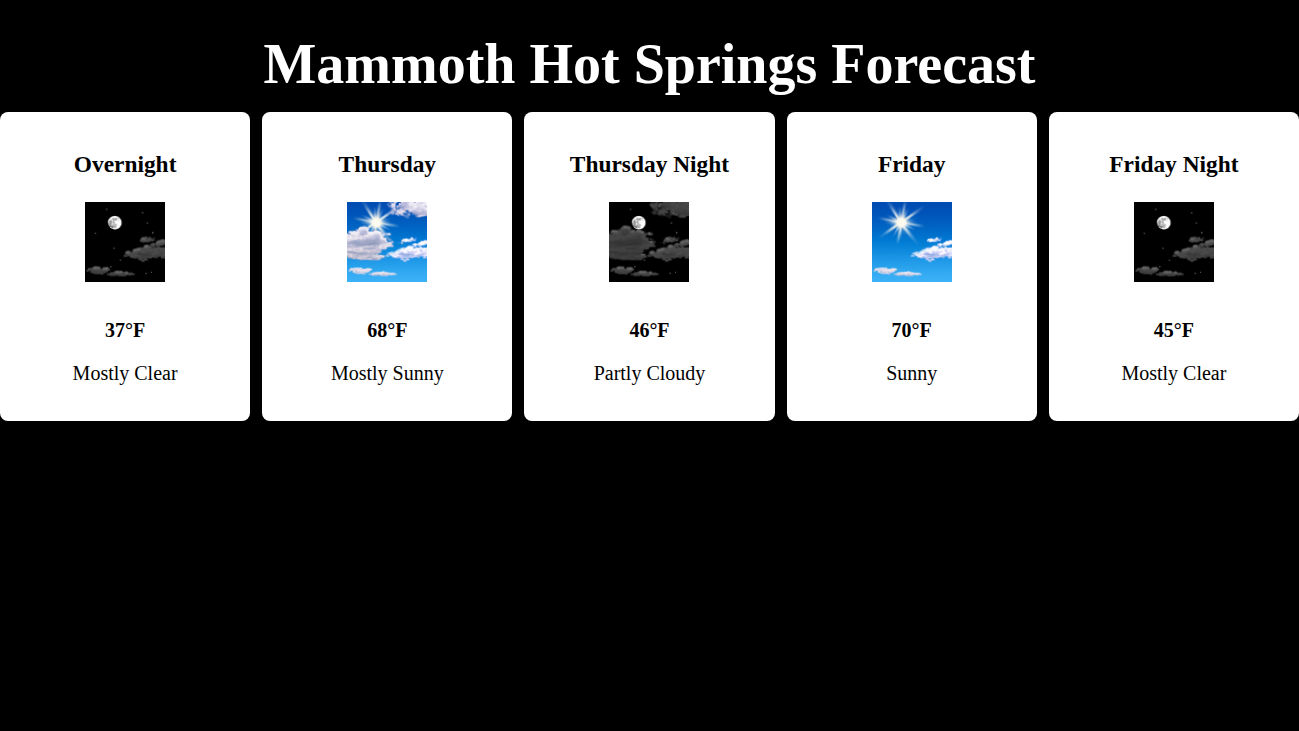 Mammoth Hot Springs Forecast
Overnight
37°F
Mostly Clear
Thursday
68°F
Mostly Sunny
Thursday Night
46°F
Partly Cloudy
Friday
70°F
Sunny
Friday Night
45°F
Mostly Clear